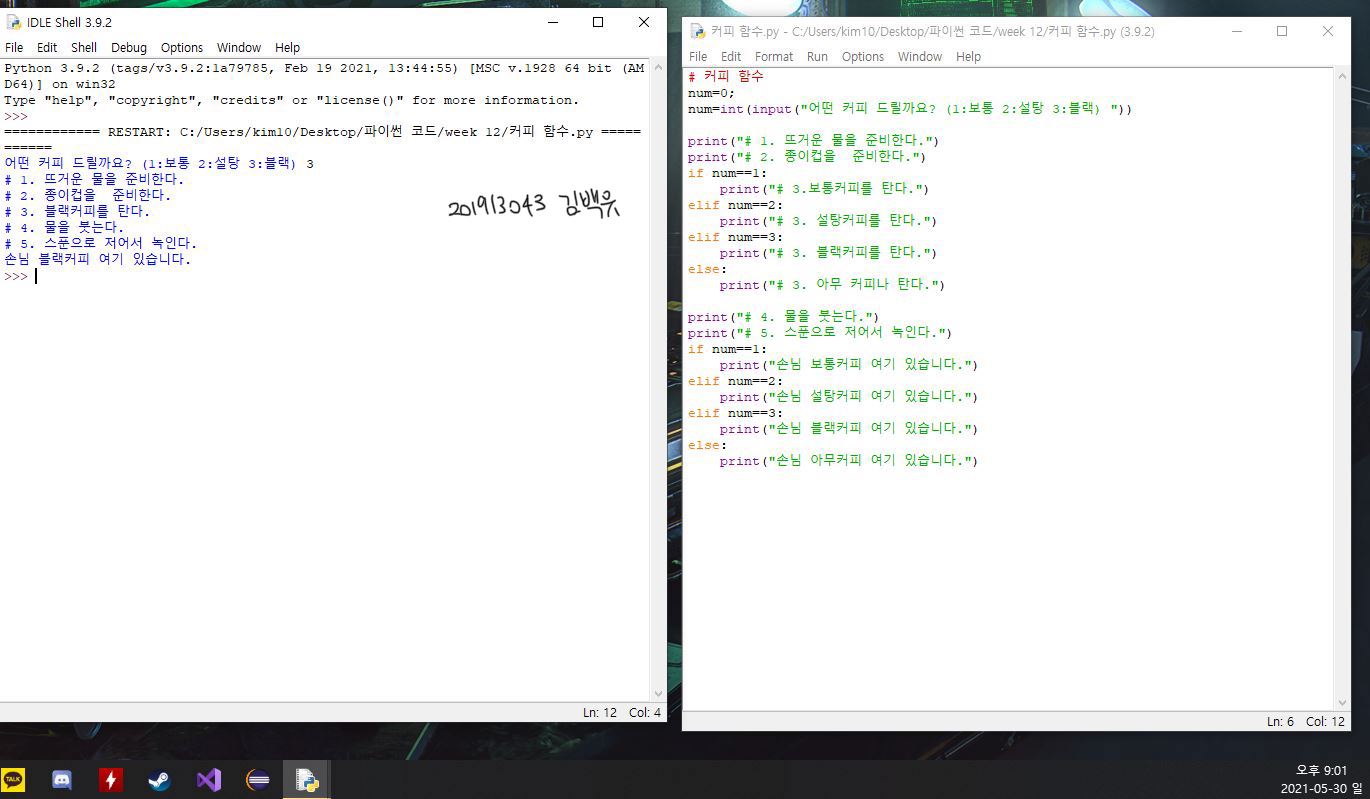 IDLE Shell 3.9.2
File Edit Shell Debug Options Window Help
Python 3.9.2 (tags/v3.9.2:1a79785, Feb 19 2021, 13:44:55) [MSC v.1928 64 bit (AM
D64)] on win32
Type "help", "copyright", "credits" or "license()" for more information.
>>>
============ RESTART: C:/Users/kim10/Desktop/파이썬 코드/week 12/커피 함수.py =====
======
어떤 커피 드릴까요? (1:보통 2:설탕 3:블랙) 3
# 1. 뜨거운 물을 준비한다.
# 2. 종이컵을  준비한다.
# 3. 블랙커피를 탄다.
# 4. 물을 붓는다.
# 5. 스푼으로 저어서 녹인다.
손님 블랙커피 여기 있습니다.
>>>
201913043 김백유
Ln: 12 Col: 4
커피 함수.py - C:/Users/kim10/Desktop/파이썬 코드/week 12/커피 함수.py (3.9.2)
File Edit Format Run Options Window Help
# 커피 함수
num=0;
num=int(input("어떤 커피 드릴까요? (1:보통 2:설탕 3:블랙) "))
print("# 1. 뜨거운 물을 준비한다.")
print("# 2. 종이컵을  준비한다.")
if num==1:
    print("# 3.보통커피를 탄다.")
elif num==2:
    print("# 3. 설탕커피를 탄다.")
elif num==3:
    print("# 3. 블랙커피를 탄다.")
else:
    print("# 3. 아무 커피나 탄다.")
print("# 4. 물을 붓는다.")
print("# 5. 스푼으로 저어서 녹인다.")
if num==1:
    print("손님 보통커피 여기 있습니다.")
elif num==2:
    print("손님 설탕커피 여기 있습니다.")
elif num==3:
    print("손님 블랙커피 여기 있습니다.")
else:
    print("손님 아무커피 여기 있습니다.")
Ln: 6 Col: 12
TALK
오후 9:01
2021-05-30 일